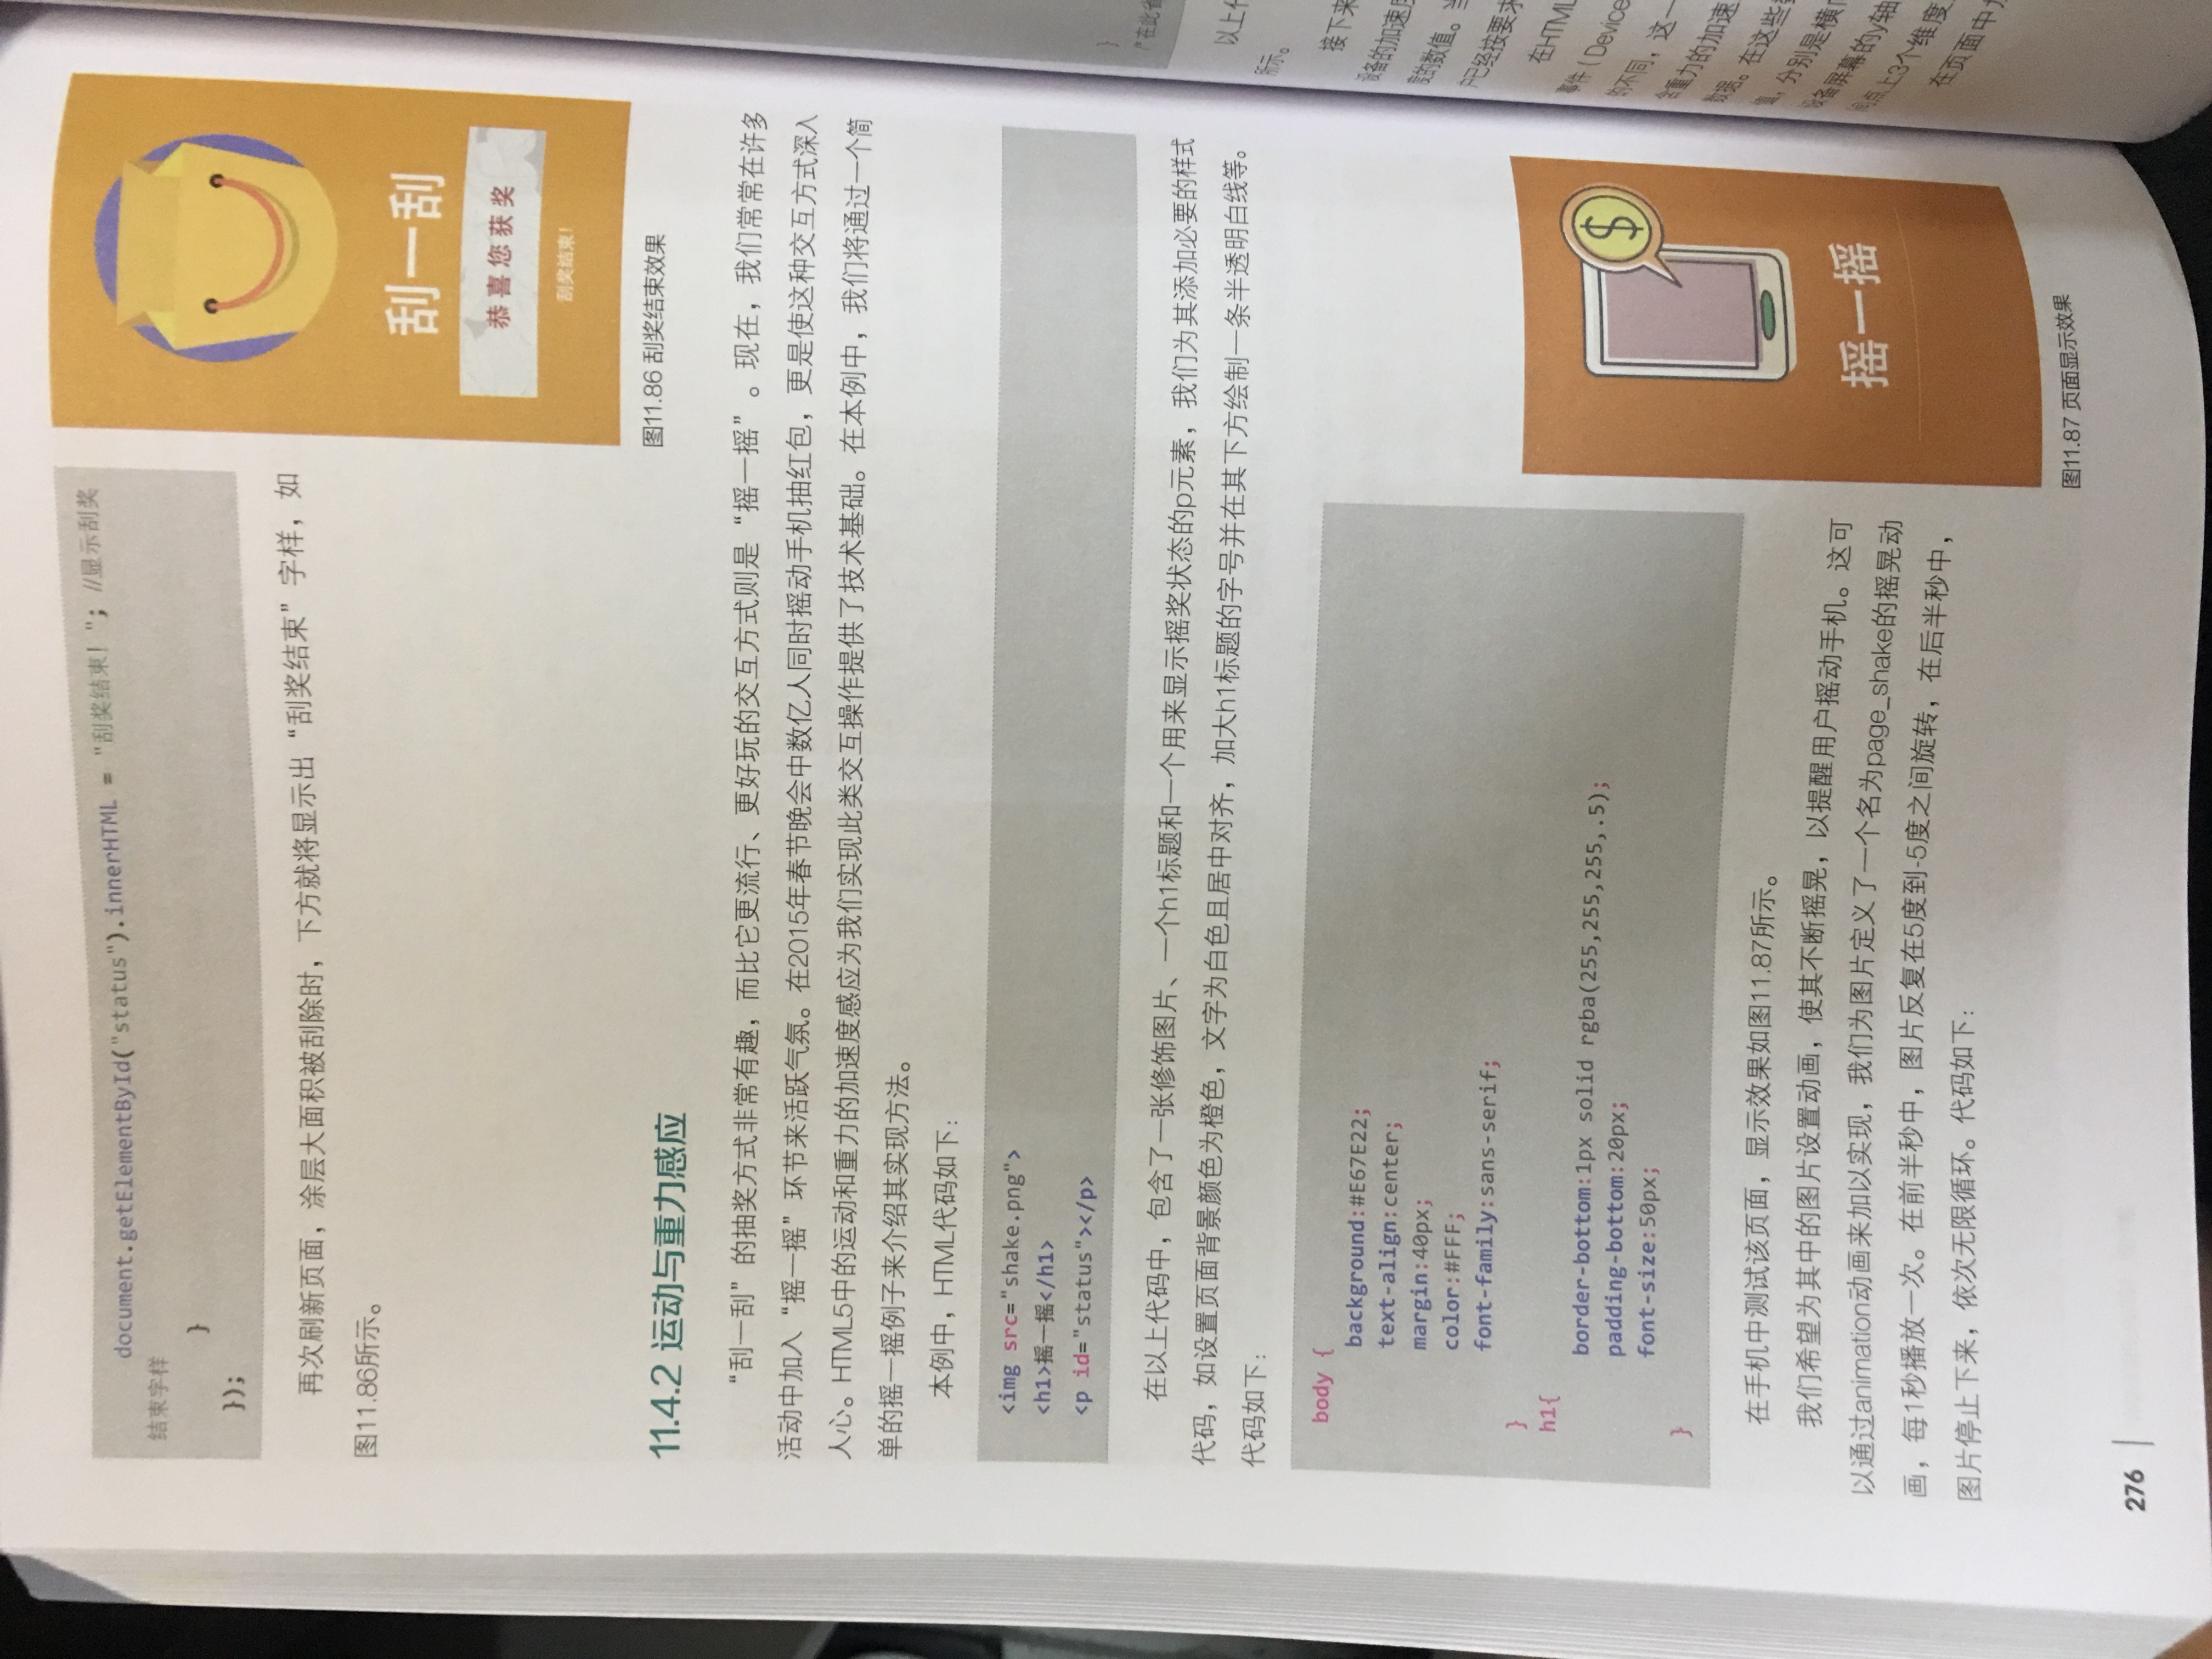 document.getElementById("status").innerHTML = "刮奖结束！"; //显示刮奖
结束字样
}
});
再次刷新页面，涂层大面积被刮除时，下方就将显示出“刮奖结束”字样，如
图11.86所示。
刮一刮
恭喜您获奖
刮奖结束！
图11.86 刮奖结束效果
11.4.2 运动与重力感应
“刮一刮”的抽奖方式非常有趣，而比它更流行、更好玩的交互方式则是“摇一摇”。现在，我们常常在许多
活动中加入“摇一摇”环节来活跃气氛。在2015年春节晚会中数亿人同时摇动手机抽红包，更是使这种交互方式深入
人心。HTML5中的运动和重力的加速度感应为我们实现此类交互操作提供了技术基础。在本例中，我们将通过一个简
单的摇一摇例子来介绍其实现方法。
本例中，HTML代码如下：
<img src="shake.png">
<h1>摇一摇</h1>
<p id="status"></p>
在以上代码中，包含了一张修饰图片、一个h1标题和一个用来显示摇奖状态的p元素，我们为其添加必要的样式
代码，如设置页面背景颜色为橙色，文字为白色且居中对齐，加大h1标题的字号并在其下方绘制一条半透明白线等。
代码如下：
body {
background:#E67E22;
text-align:center;
margin:40px;
color:#FFF;
font-family:sans-serif;
}
h1{
border-bottom:1px solid rgba(255,255,255,.5);
padding-bottom:20px;
font-size:50px;
}
在手机中测试该页面，显示效果如图11.87所示。
我们希望为其中的图片设置动画，使其不断摇晃，以提醒用户摇动手机。这可
以通过animation动画来加以实现，我们为图片定义了一个名为page_shake的摇晃动
画，每1秒播放一次。在前半秒中，图片反复在5度到-5度之间旋转，在后半秒中，
图片停止下来，依次无限循环。代码如下：
$
摇一摇
图11.87 页面显示效果
276
}
/*在此省
以上代
所示。
接下来
设备的加速度
度的数值。当
户已经按要求
在HTML
事件（Device
的不同，这一
含重力的加速
数据。在这些
值，分别是横向
设备屏幕的y轴
间点上3个维度
在页面中